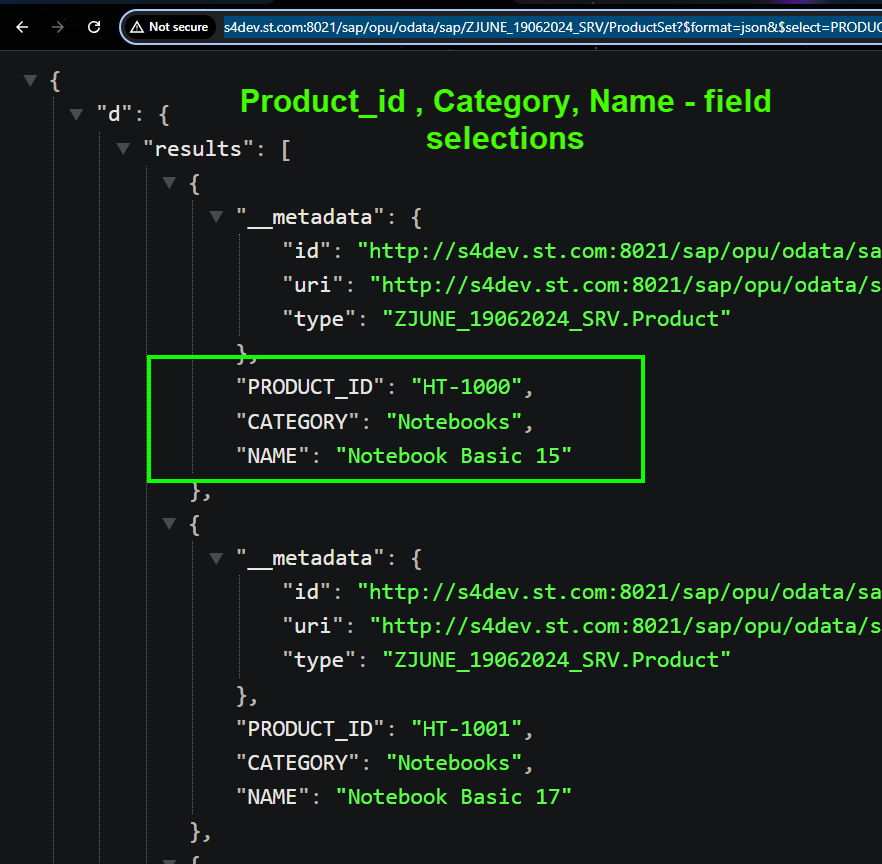 Not secure s4dev.st.com:8021/sap/opu/odata/sap/ZJUNE_19062024_SRV/ProductSet?$format=json&$select=PRODUC
{
"d": {
Product_id , Category, Name - field
selections
"results": [
{
"__metadata": {
"id": "http://s4dev.st.com:8021/sap/opu/odata/sa
"uri": "http://s4dev.st.com:8021/sap/opu/odata/s
"type": "ZJUNE_19062024_SRV.Product"
},
"PRODUCT_ID": "HT-1000",
"CATEGORY": "Notebooks",
"NAME": "Notebook Basic 15"
},
{
"__metadata": {
"id": "http://s4dev.st.com:8021/sap/opu/odata/sa
"uri": "http://s4dev.st.com:8021/sap/opu/odata/s
"type": "ZJUNE_19062024_SRV.Product"
},
"PRODUCT_ID": "HT-1001",
"CATEGORY": "Notebooks",
"NAME": "Notebook Basic 17"
},
{